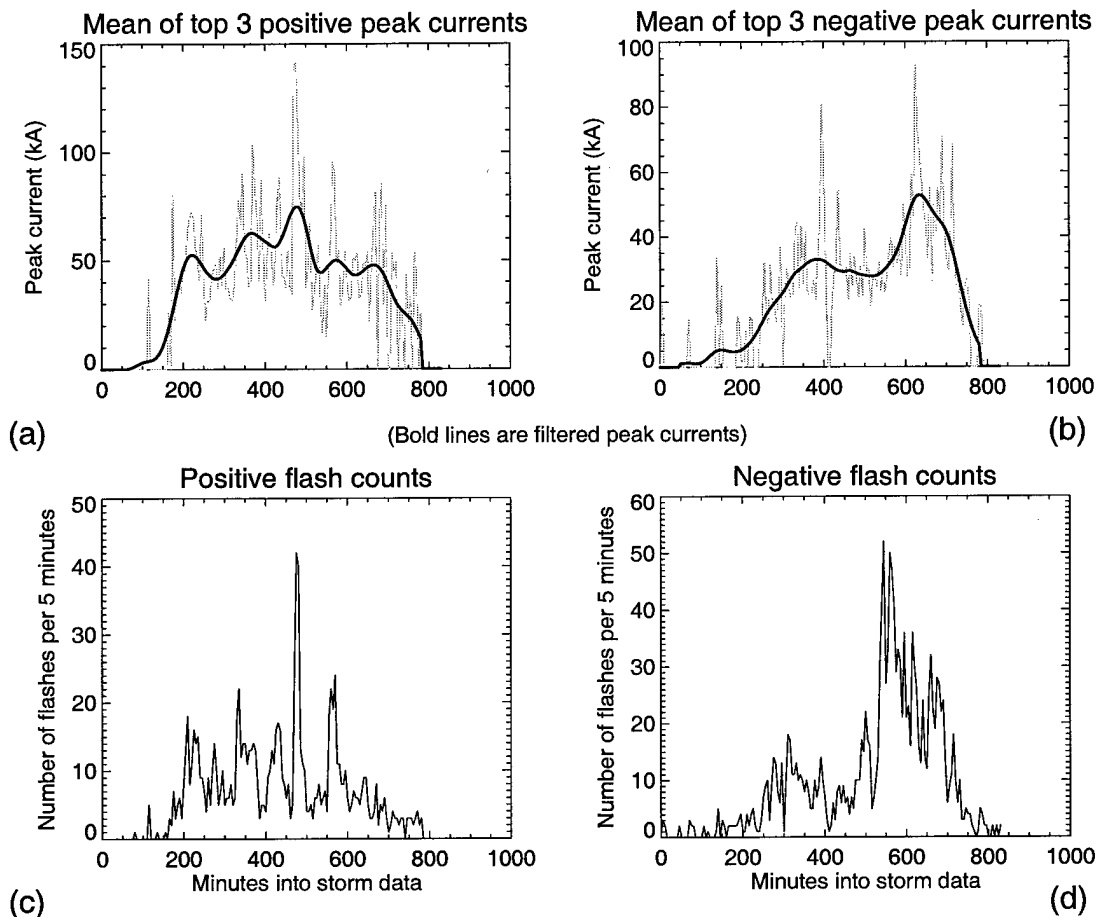 Mean of top 3 positive peak currents
Mean of top 3 negative peak currents
150
100
50
0
Peak current (kA)
0 200 400 600 800 1000
100
80
60
40
20
0
Peak current (kA)
0 200 400 600 800 1000
(a)
(Bold lines are filtered peak currents)
(b)
Positive flash counts
Negative flash counts
50
40
30
20
10
0
Number of flashes per 5 minutes
0 200 400 600 800 1000
Minutes into storm data
60
50
40
30
20
10
0
Number of flashes per 5 minutes
0 200 400 600 800 1000
Minutes into storm data
(c)
(d)